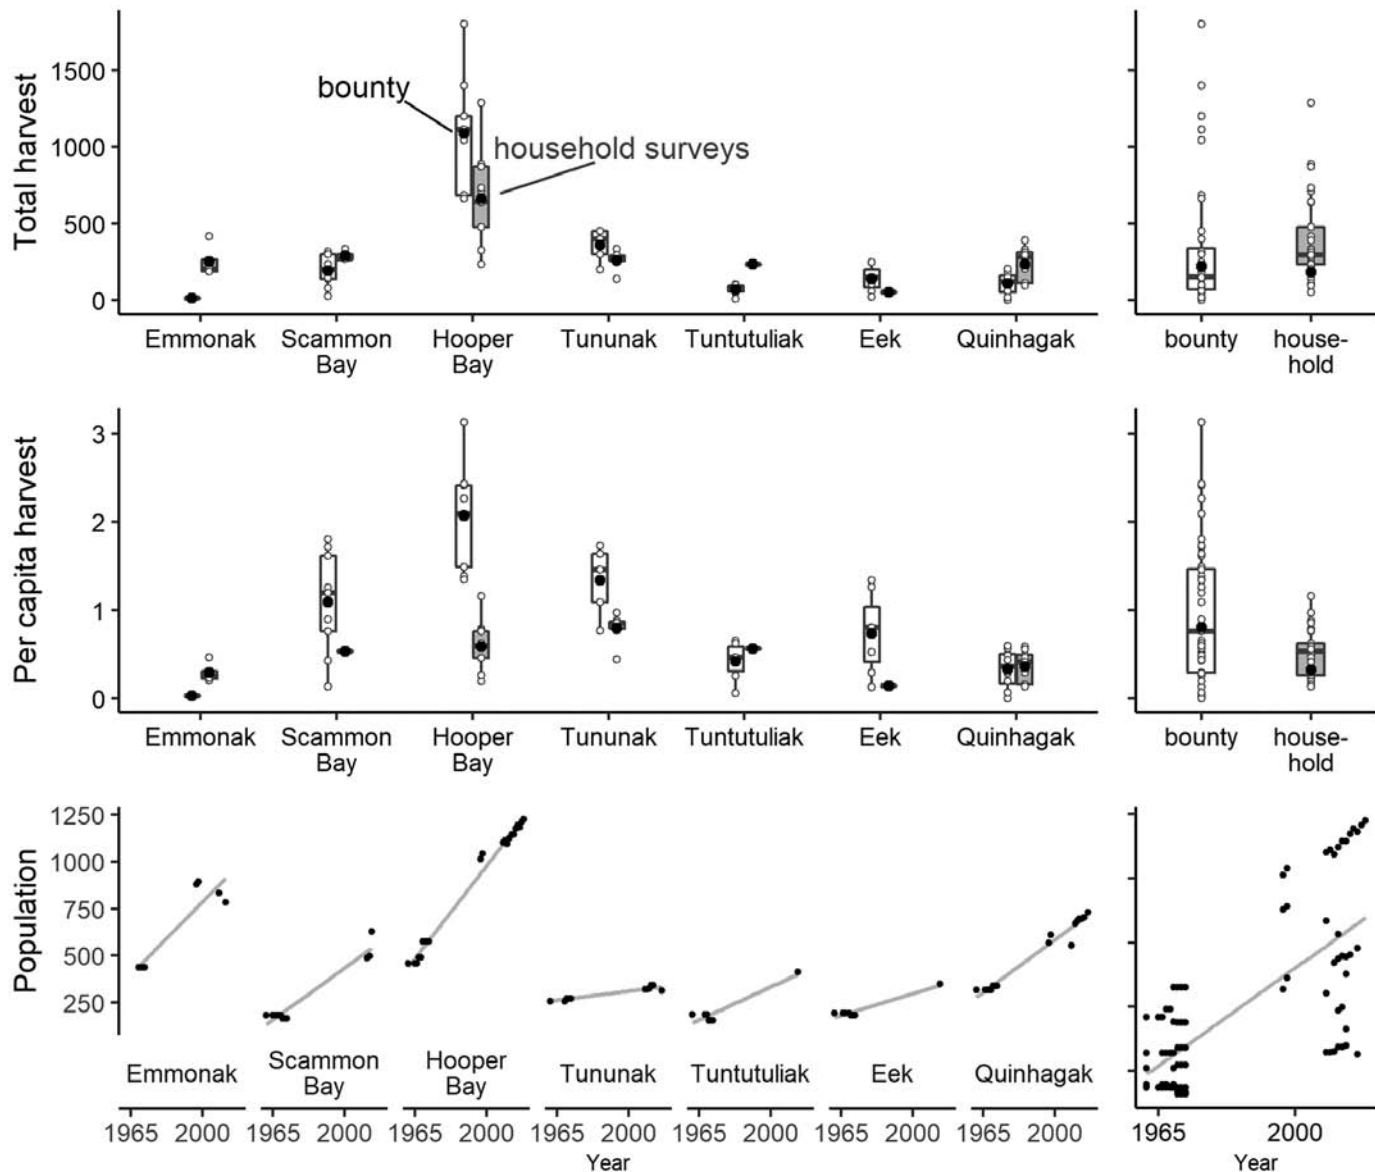 Total harvest
1500
1000
500
0
bounty
household surveys
Emmonak
Scammon
Bay
Hooper
Bay
Tununak
Tuntutuliak
Eek
Quinhagak
bounty
house-
hold
Per capita harvest
3
2
1
0
Emmonak
Scammon
Bay
Hooper
Bay
Tununak
Tuntutuliak
Eek
Quinhagak
bounty
house-
hold
Population
1250
1000
750
500
250
Emmonak
Scammon
Bay
Hooper
Bay
Tununak
Tuntutuliak
Eek
Quinhagak
1965 2000
1965 2000
1965 2000
1965 2000
1965 2000
1965 2000
1965 2000
1965 2000
Year
Year